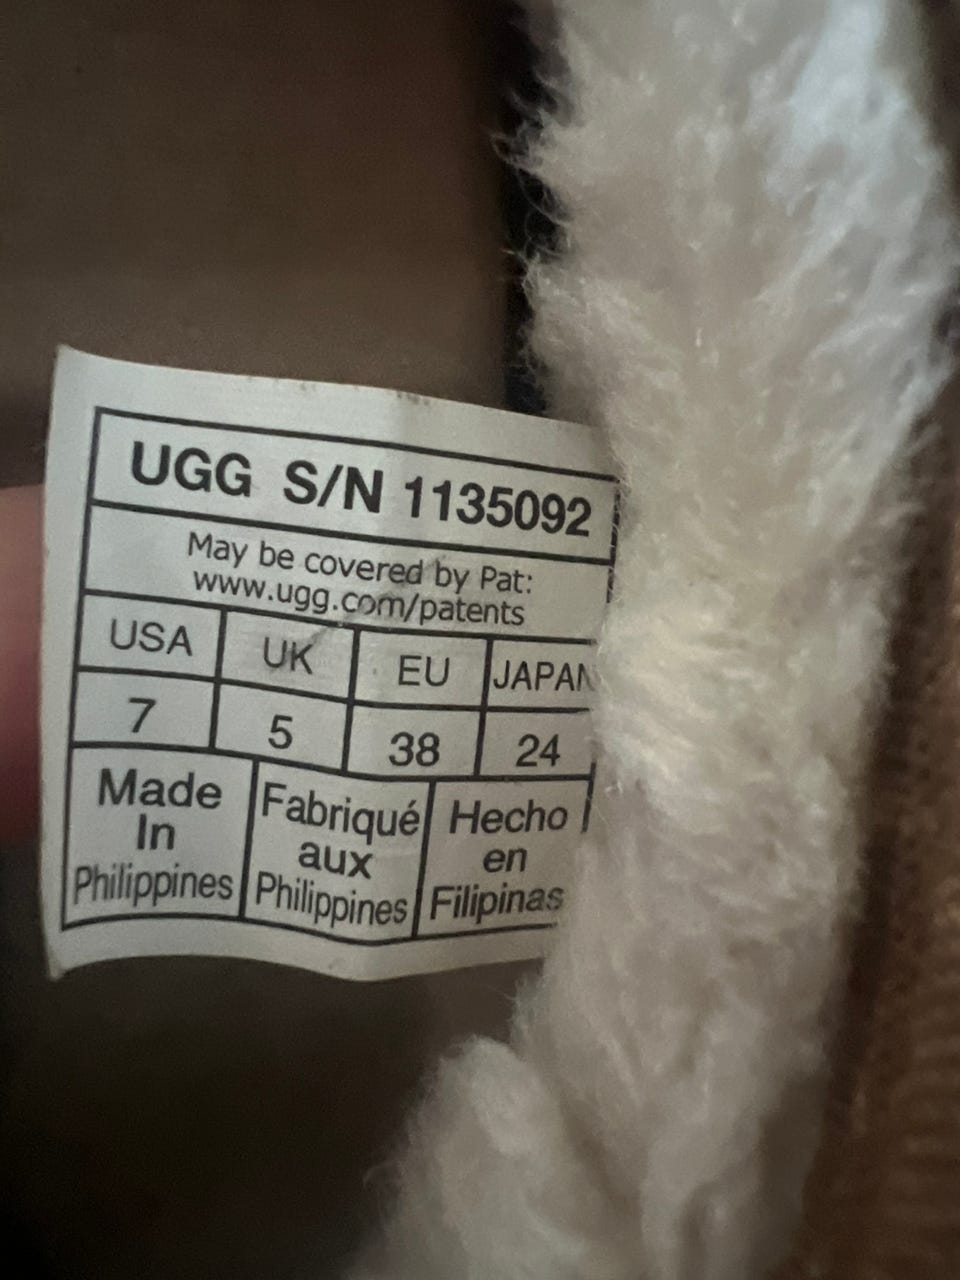 UGG S/N 1135092
May be covered by Pat:
www.ugg.com/patents
USA UK EU JAPAN
7 5 38 24
Made
In
Philippines
Fabriqué
aux
Philippines
Hecho
en
Filipinas